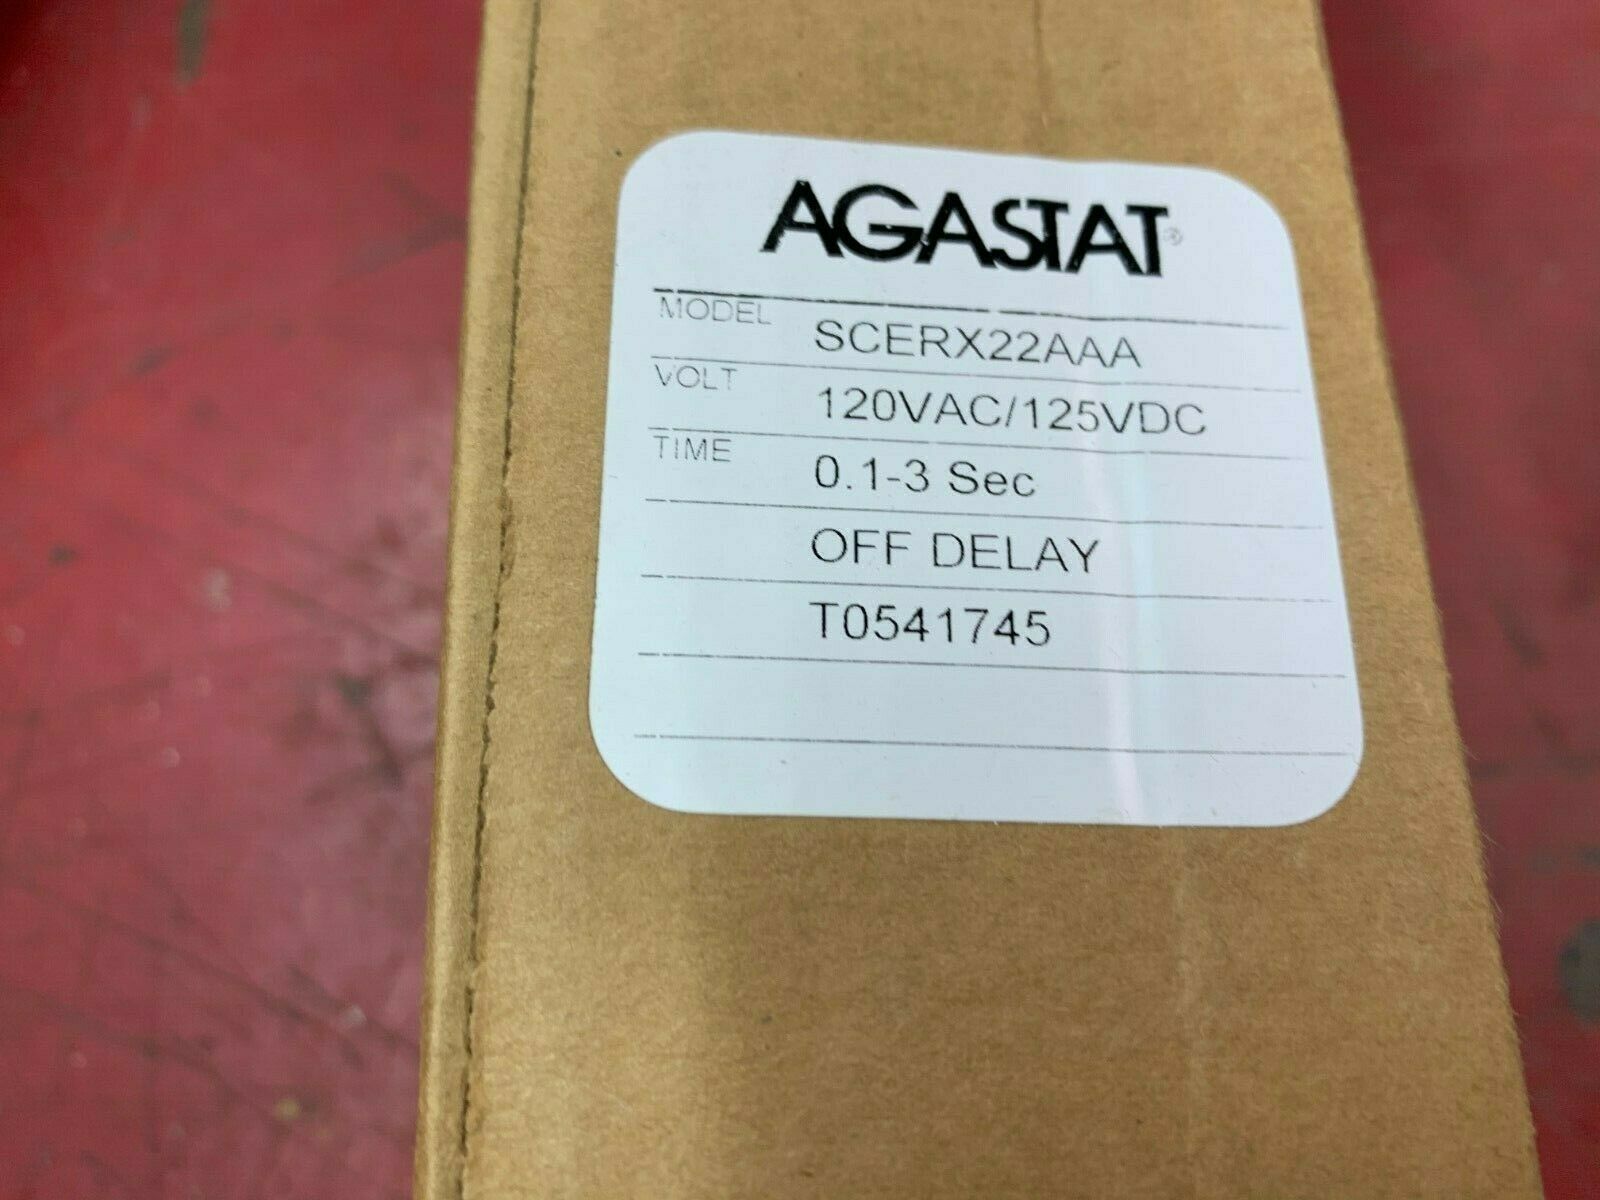 AGASTAT®
MODEL SCERX22AAA
VOLT 120VAC/125VDC
TIME 0.1-3 Sec
OFF DELAY
T0541745